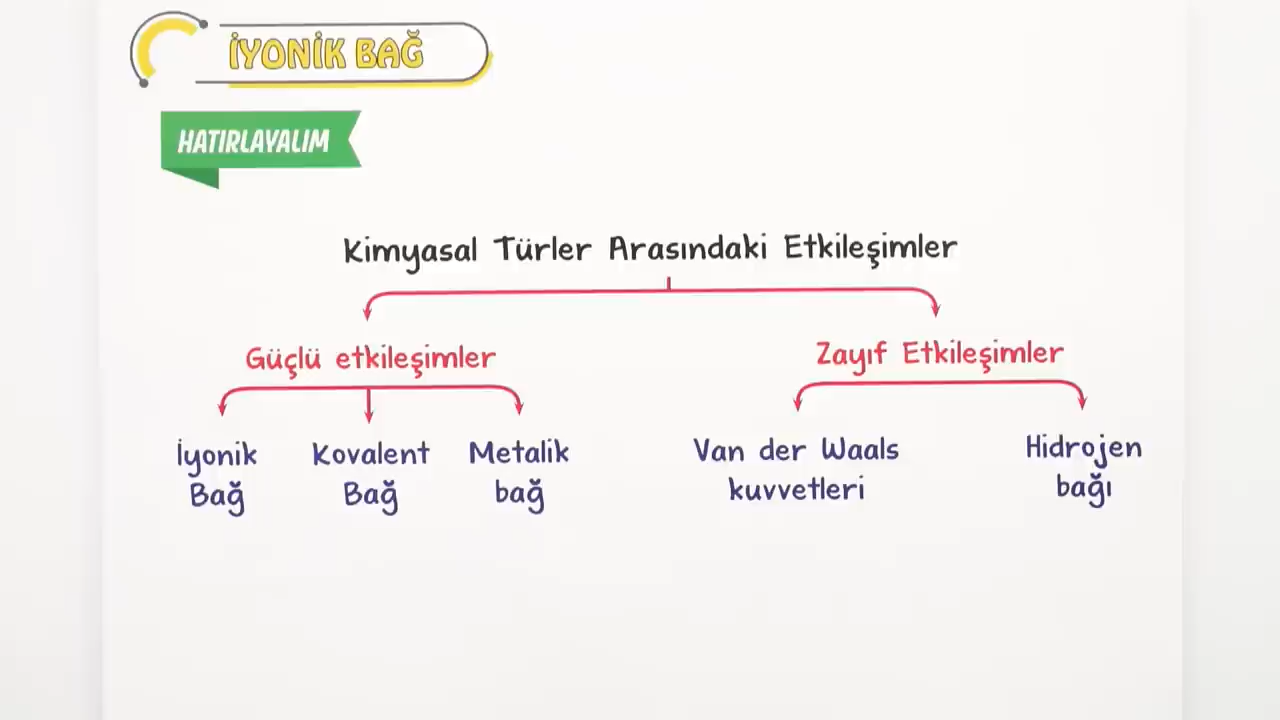 İYONİK BAĞ
HATIRLAYALIM
Kimyasal Türler Arasındaki Etkileşimler
Güçlü etkileşimler
Zayıf Etkileşimler
İyonik
Bağ
Kovalent
Bağ
Metalik
bağ
Van der Waals
kuvvetleri
Hidrojen
bağı